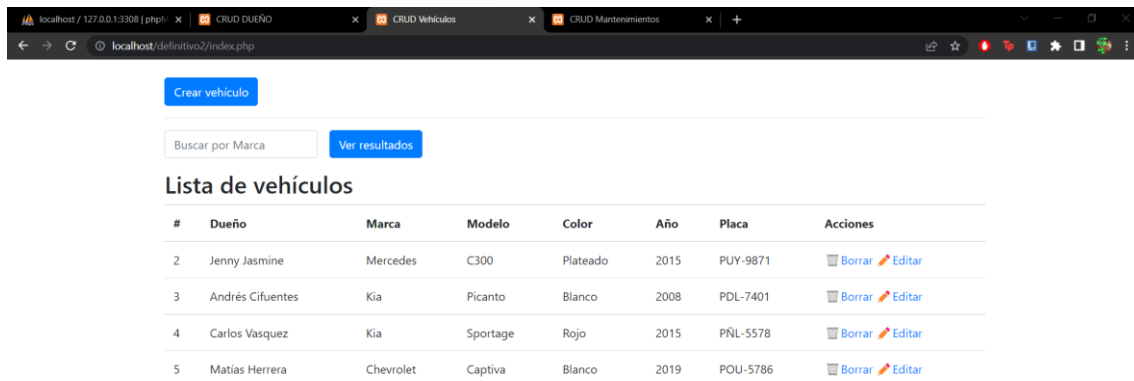 localhost / 127.0.0.1:3308 | phpM CRUD DUEÑO CRUD Vehículos CRUD Mantenimientos
localhost/definitivo2/index.php
Crear vehículo
Buscar por Marca Ver resultados
Lista de vehículos
# Dueño Marca Modelo Color Año Placa Acciones
2 Jenny Jasmine Mercedes C300 Plateado 2015 PUY-9871 Borrar Editar
3 Andrés Cifuentes Kia Picanto Blanco 2008 PDL-7401 Borrar Editar
4 Carlos Vasquez Kia Sportage Rojo 2015 PÑL-5578 Borrar Editar
5 Matías Herrera Chevrolet Captiva Blanco 2019 POU-5786 Borrar Editar